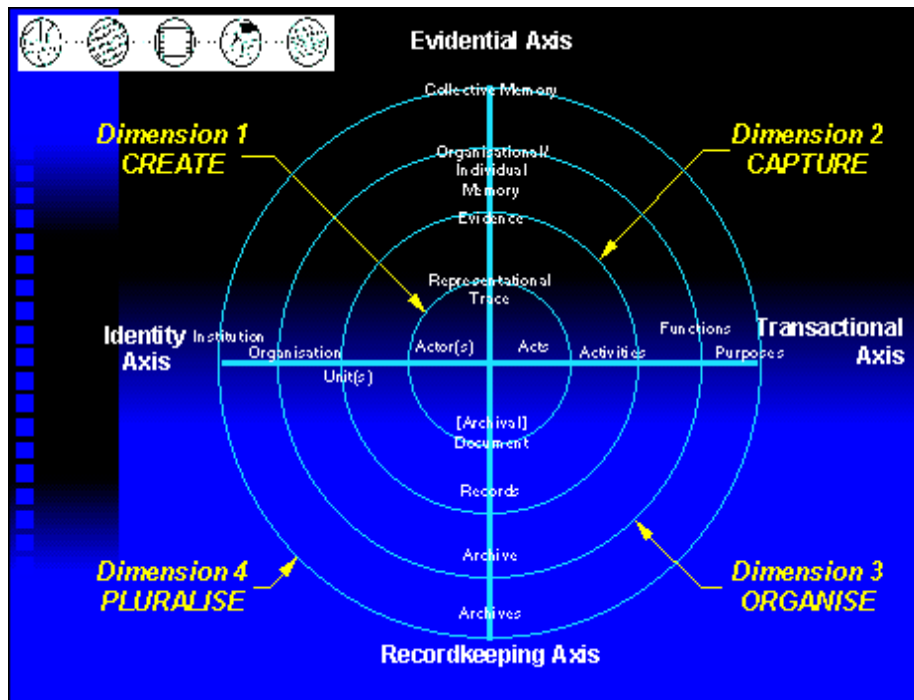 Evidential Axis
Collective Memory
Dimension 1
CREATE
Dimension 2
CAPTURE
Organisational/
Individual
Memory
Evidence
Representational
Trace
Identity
Axis
Institution
Organisation
Unit(s)
Actor(s)
Acts
Activities
Functions
Purposes
Transactional
Axis
[Archival]
Document
Records
Archive
Archives
Dimension 4
PLURALISE
Dimension 3
ORGANISE
Recordkeeping Axis